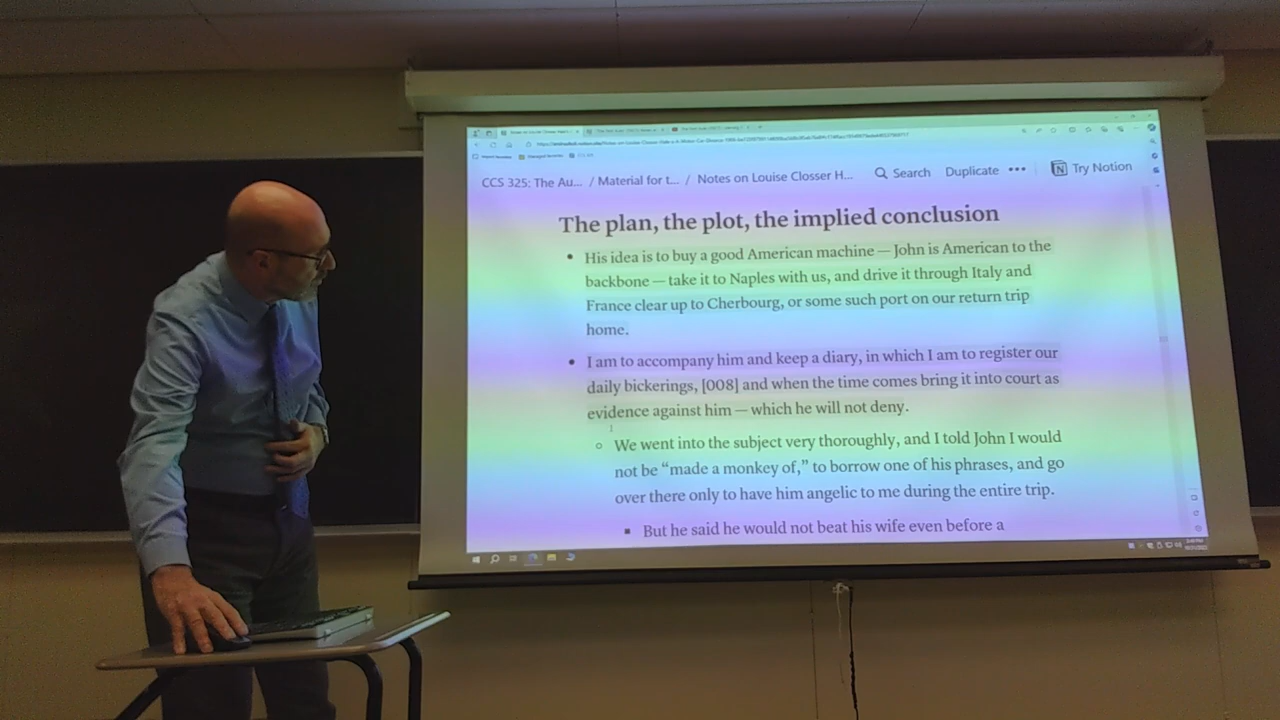 CCS 325: The Au... / Material for t... / Notes on Louise Closser H... Search Duplicate ••• Try Notion
The plan, the plot, the implied conclusion
• His idea is to buy a good American machine — John is American to the
backbone — take it to Naples with us, and drive it through Italy and
France clear up to Cherbourg, or some such port on our return trip
home.
• I am to accompany him and keep a diary, in which I am to register our
daily bickerings, [008] and when the time comes bring it into court as
evidence against him — which he will not deny.
○ We went into the subject very thoroughly, and I told John I would
not be “made a monkey of,” to borrow one of his phrases, and go
over there only to have him angelic to me during the entire trip.
▪ But he said he would not beat his wife even before a